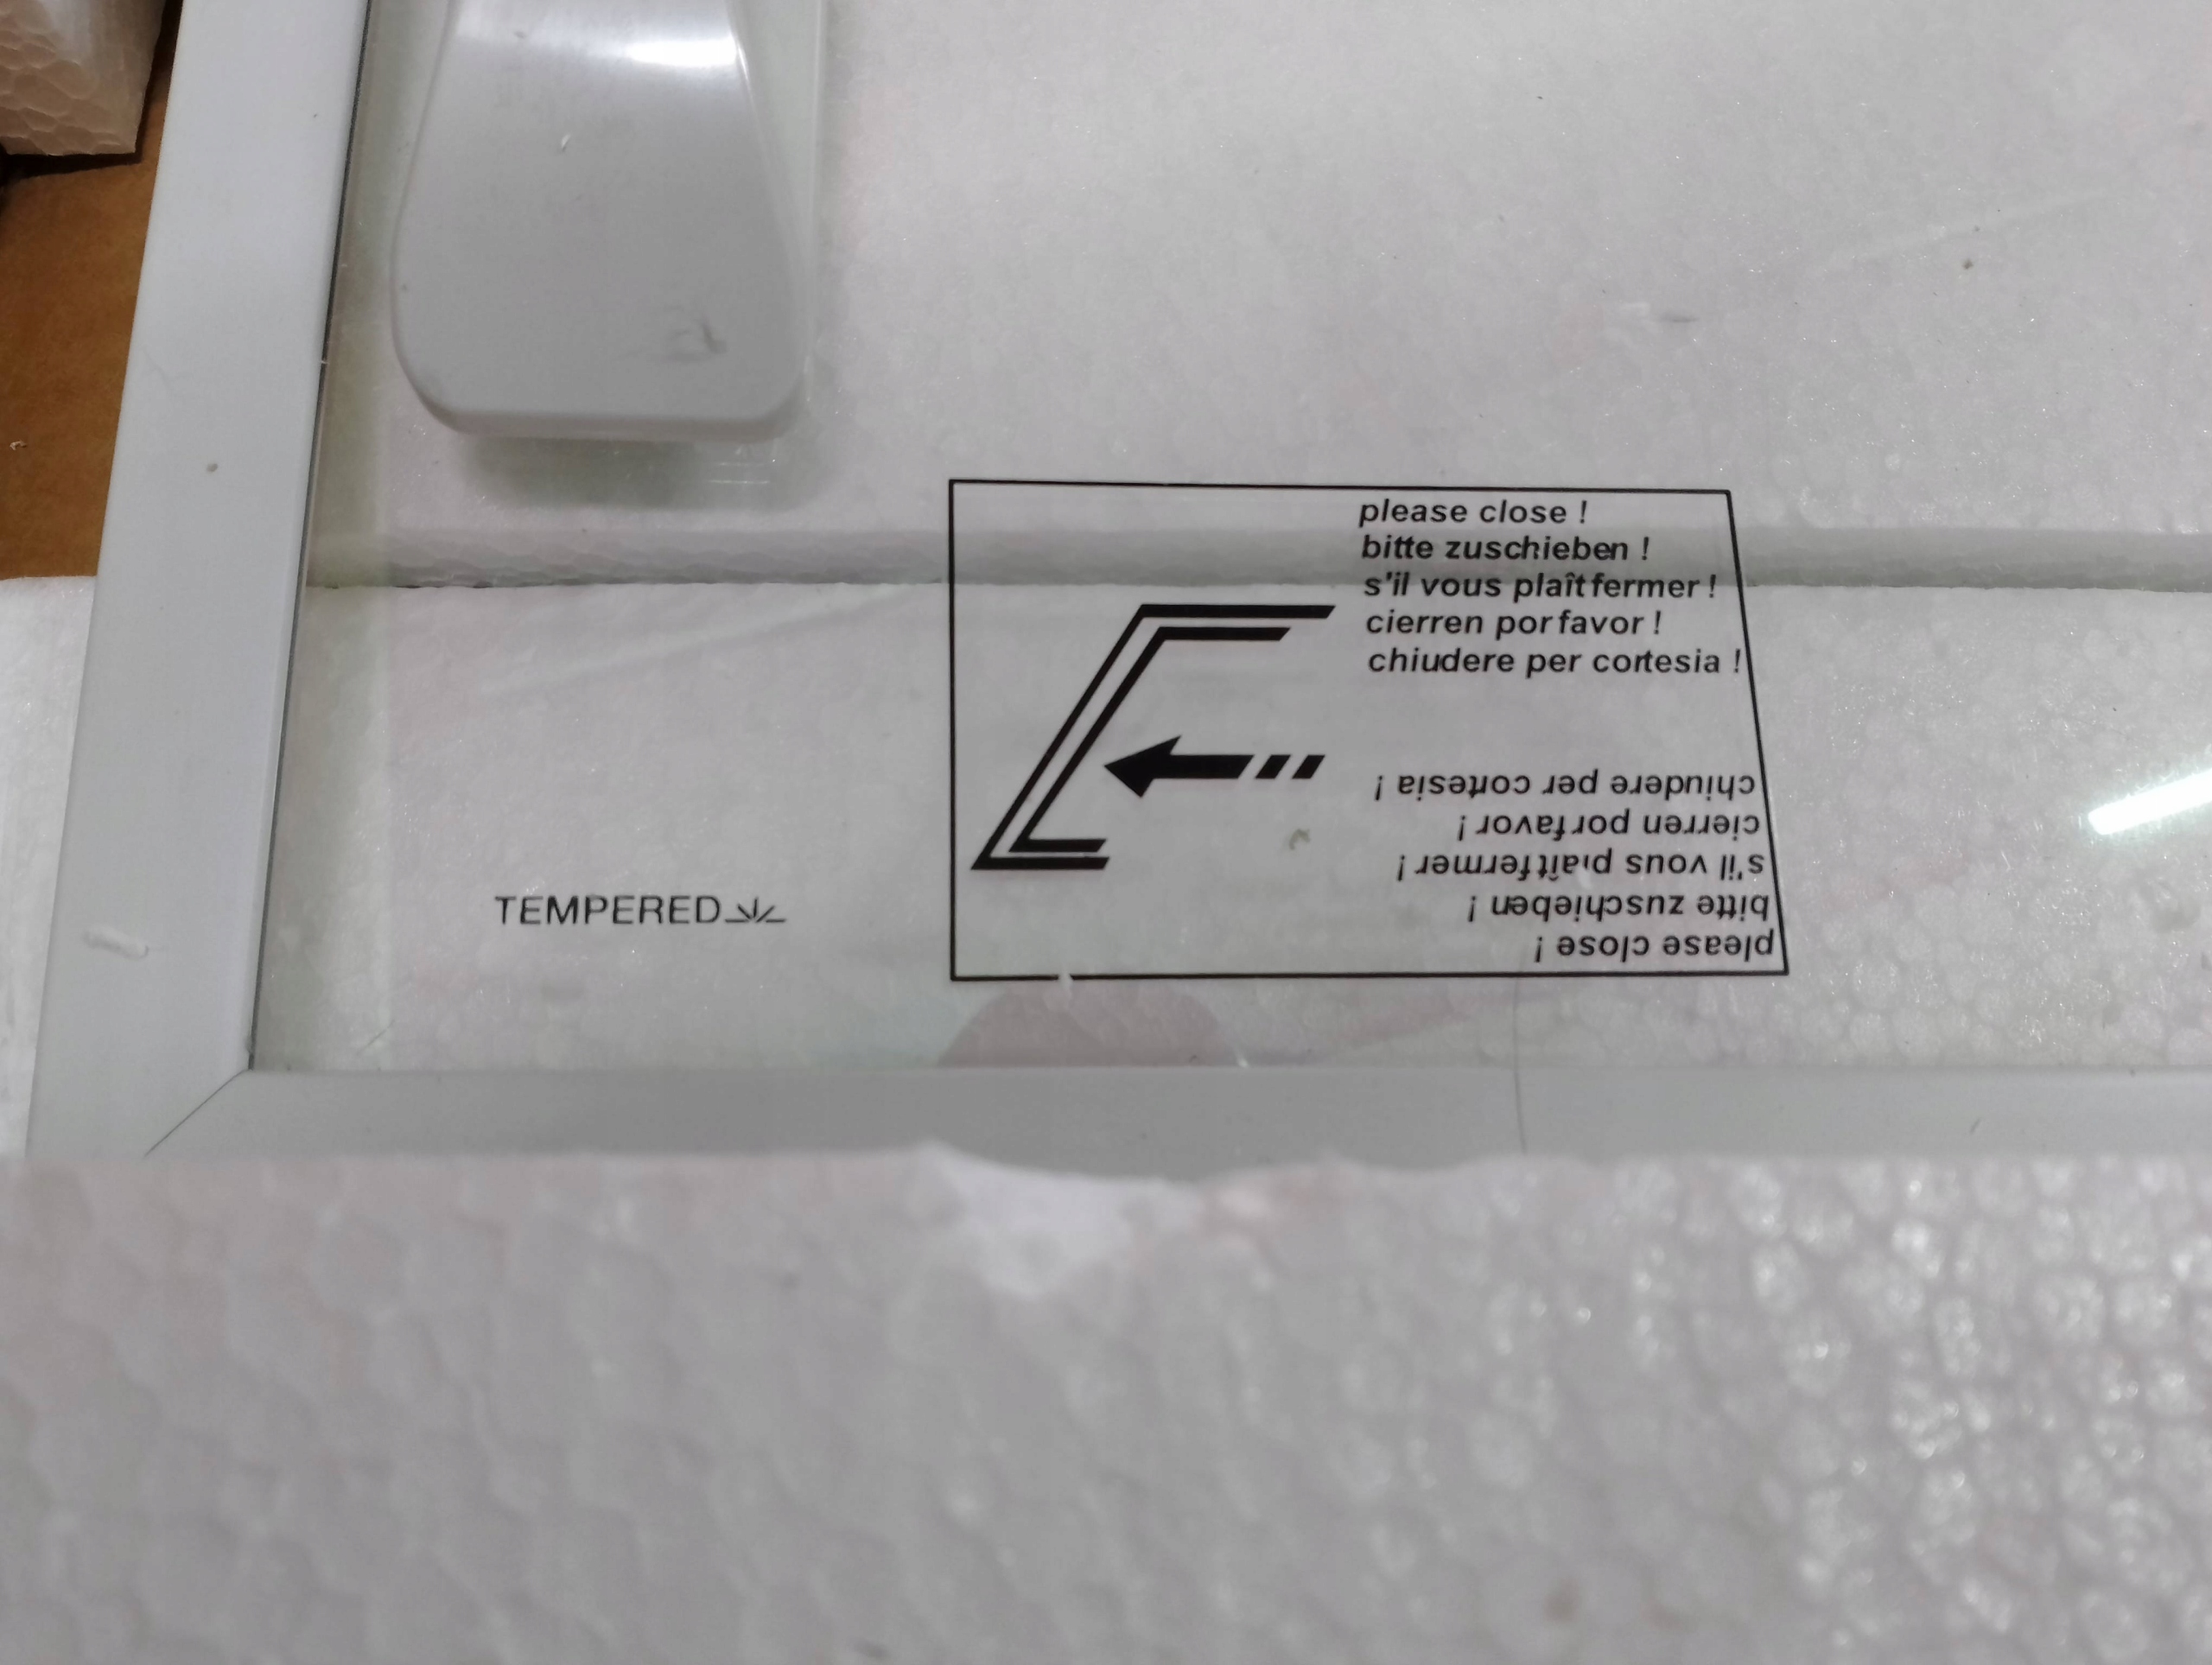 please close !
bitte zuschieben !
s'il vous plaît fermer !
cierren por favor !
chiudere per cortesia !
chiudere per cortesia !
cierren por favor !
s'il vous plaît fermer !
bitte zuschieben !
please close !
TEMPERED